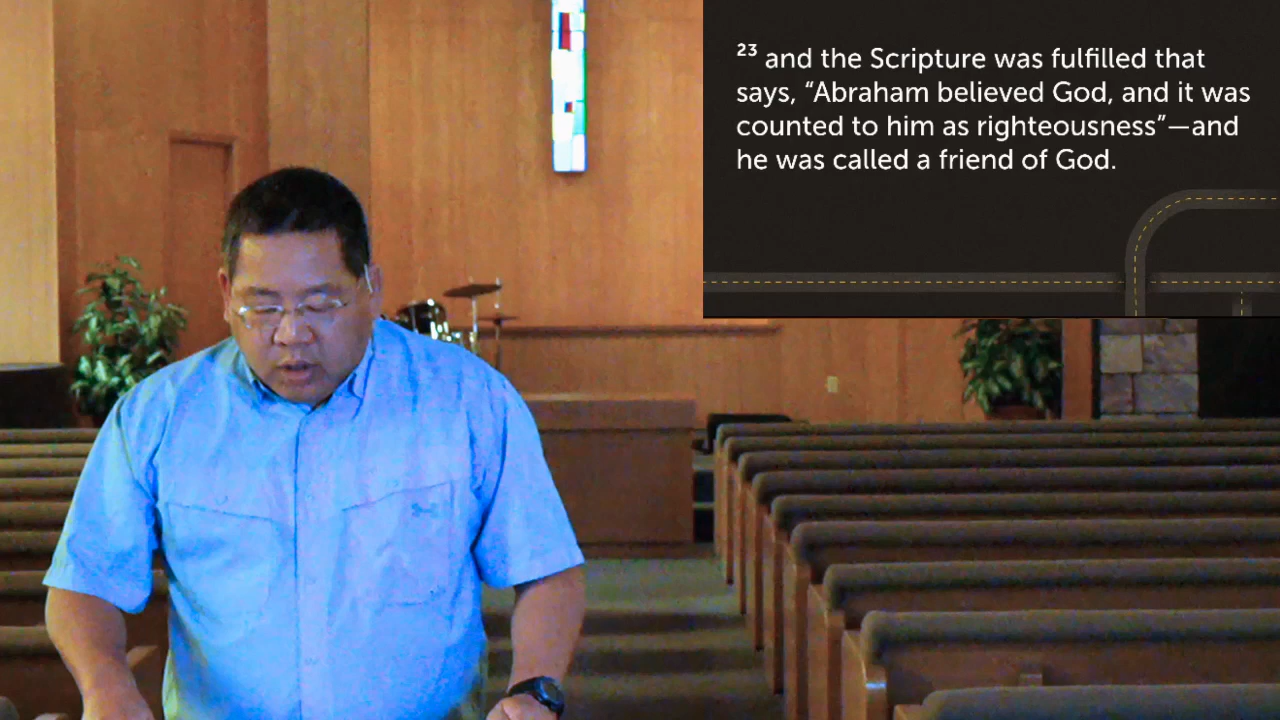 23 and the Scripture was fulfilled that
says, “Abraham believed God, and it was
counted to him as righteousness”—and
he was called a friend of God.